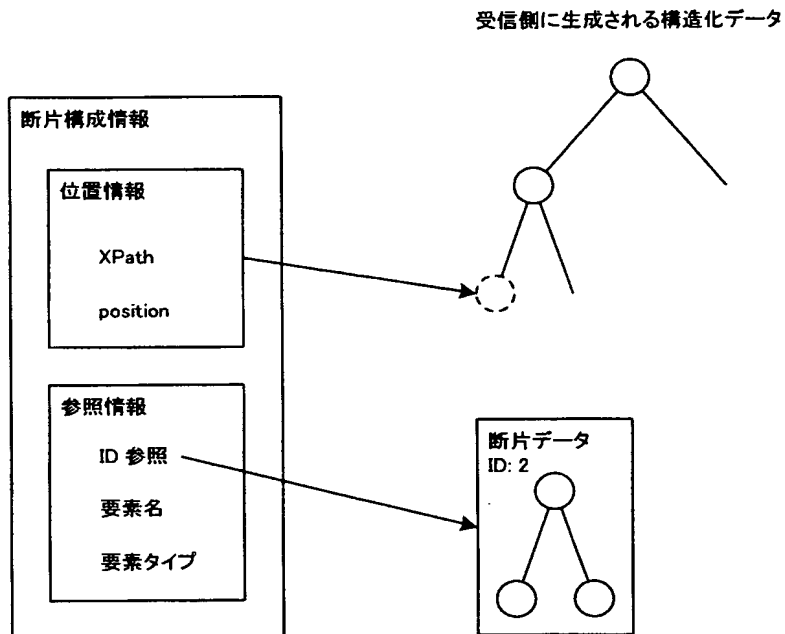 受信側に生成される構造化データ
断片構成情報
位置情報
XPath
position
参照情報
ID 参照
要素名
要素タイプ
断片データ
ID: 2